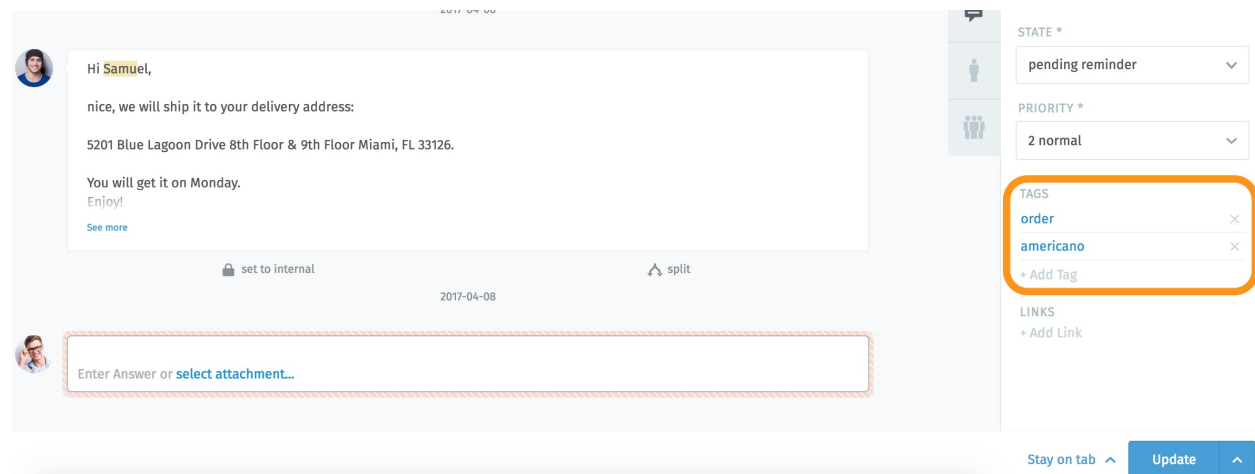 Hi Samuel,
nice, we will ship it to your delivery address:
5201 Blue Lagoon Drive 8th Floor & 9th Floor Miami, FL 33126.
You will get it on Monday.
Enjoy!
See more
set to internal
split
2017-04-08
Enter Answer or select attachment...
STATE *
pending reminder
PRIORITY *
2 normal
TAGS
order
americano
+ Add Tag
LINKS
+ Add Link
Stay on tab
Update